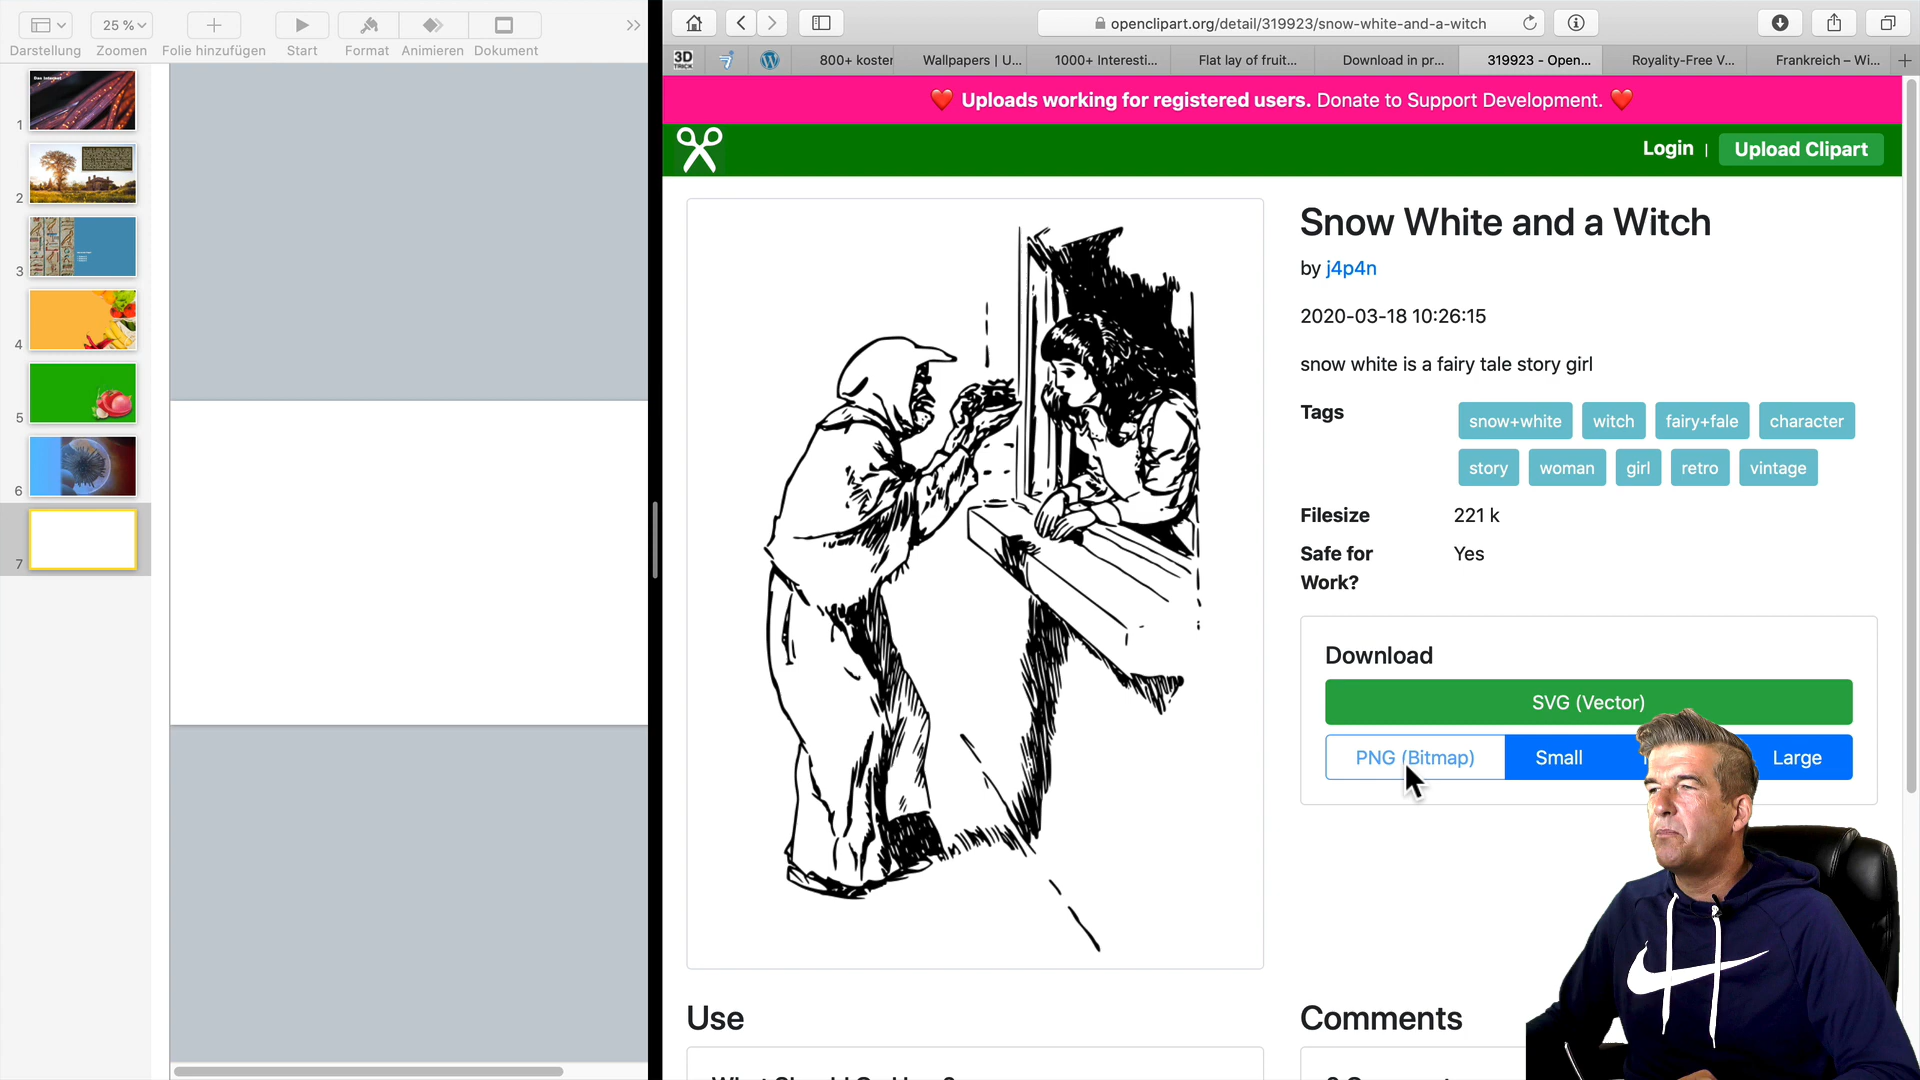 25 %
Darstellung Zoomen Folie hinzufügen Start Format Animieren Dokument
1
2
3
4
5
6
7
openclipart.org/detail/319923/snow-white-and-a-witch
3D
800+ koster
Wallpapers | U...
1000+ Interesti...
Flat lay of fruit...
Download in pr...
319923 - Open...
Royality-Free V...
Frankreich – Wi...
Uploads working for registered users. Donate to Support Development.
Login | Upload Clipart
Snow White and a Witch
by j4p4n
2020-03-18 10:26:15
snow white is a fairy tale story girl
Tags snow+white witch fairy+fale character
story woman girl retro vintage
Filesize 221 k
Safe for Work? Yes
Download
SVG (Vector)
PNG (Bitmap) Small Large
Use
Comments